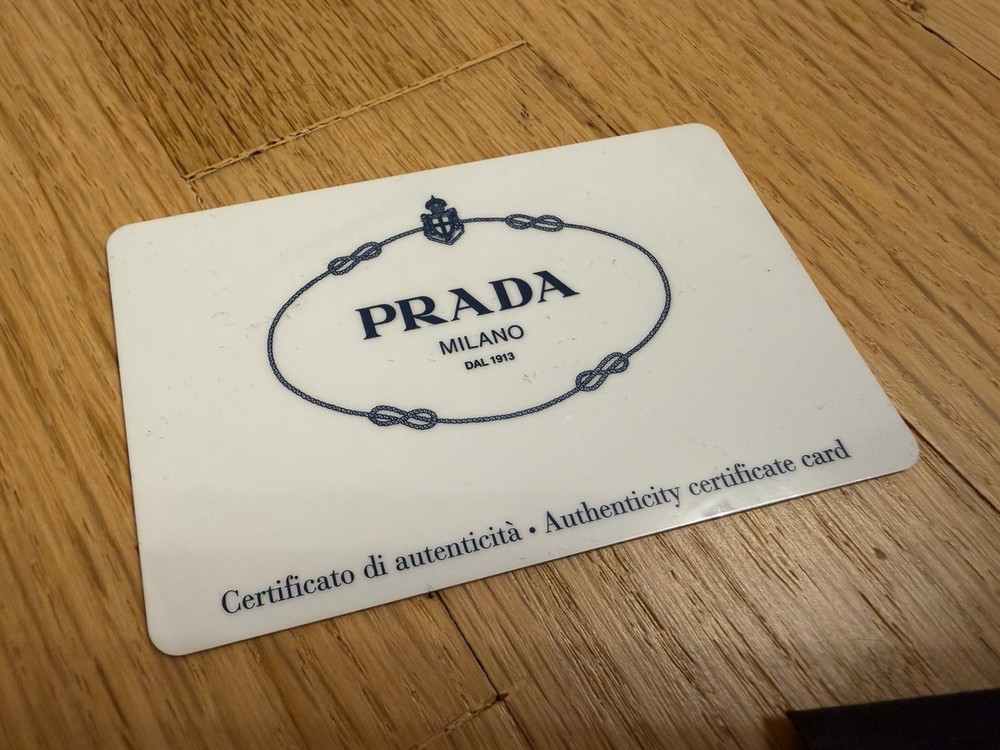 PRADA
MILANO
DAL 1913
Certificato di autenticità • Authenticity certificate card